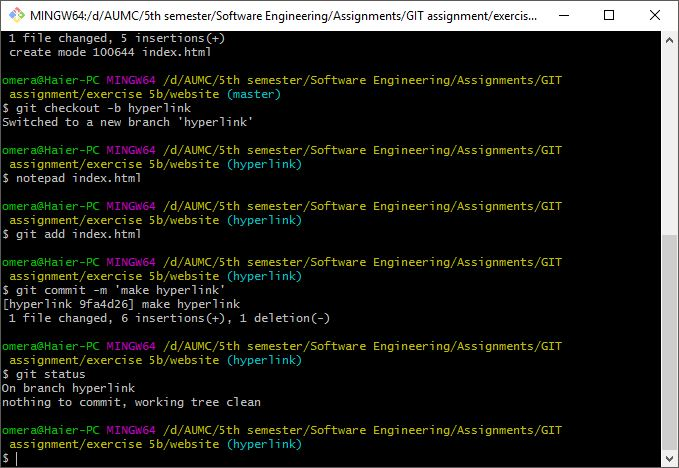 MINGW64:/d/AUMC/5th semester/Software Engineering/Assignments/GIT assignment/exercis...
1 file changed, 5 insertions(+)
create mode 100644 index.html
omera@Haier-PC MINGW64 /d/AUMC/5th semester/Software Engineering/Assignments/GIT
assignment/exercise 5b/website (master)
$ git checkout -b hyperlink
Switched to a new branch 'hyperlink'
omera@Haier-PC MINGW64 /d/AUMC/5th semester/Software Engineering/Assignments/GIT
assignment/exercise 5b/website (hyperlink)
$ notepad index.html
omera@Haier-PC MINGW64 /d/AUMC/5th semester/Software Engineering/Assignments/GIT
assignment/exercise 5b/website (hyperlink)
$ git add index.html
omera@Haier-PC MINGW64 /d/AUMC/5th semester/Software Engineering/Assignments/GIT
assignment/exercise 5b/website (hyperlink)
$ git commit -m 'make hyperlink'
[hyperlink 9fa4d26] make hyperlink
1 file changed, 6 insertions(+), 1 deletion(-)
omera@Haier-PC MINGW64 /d/AUMC/5th semester/Software Engineering/Assignments/GIT
assignment/exercise 5b/website (hyperlink)
$ git status
On branch hyperlink
nothing to commit, working tree clean
omera@Haier-PC MINGW64 /d/AUMC/5th semester/Software Engineering/Assignments/GIT
assignment/exercise 5b/website (hyperlink)
$